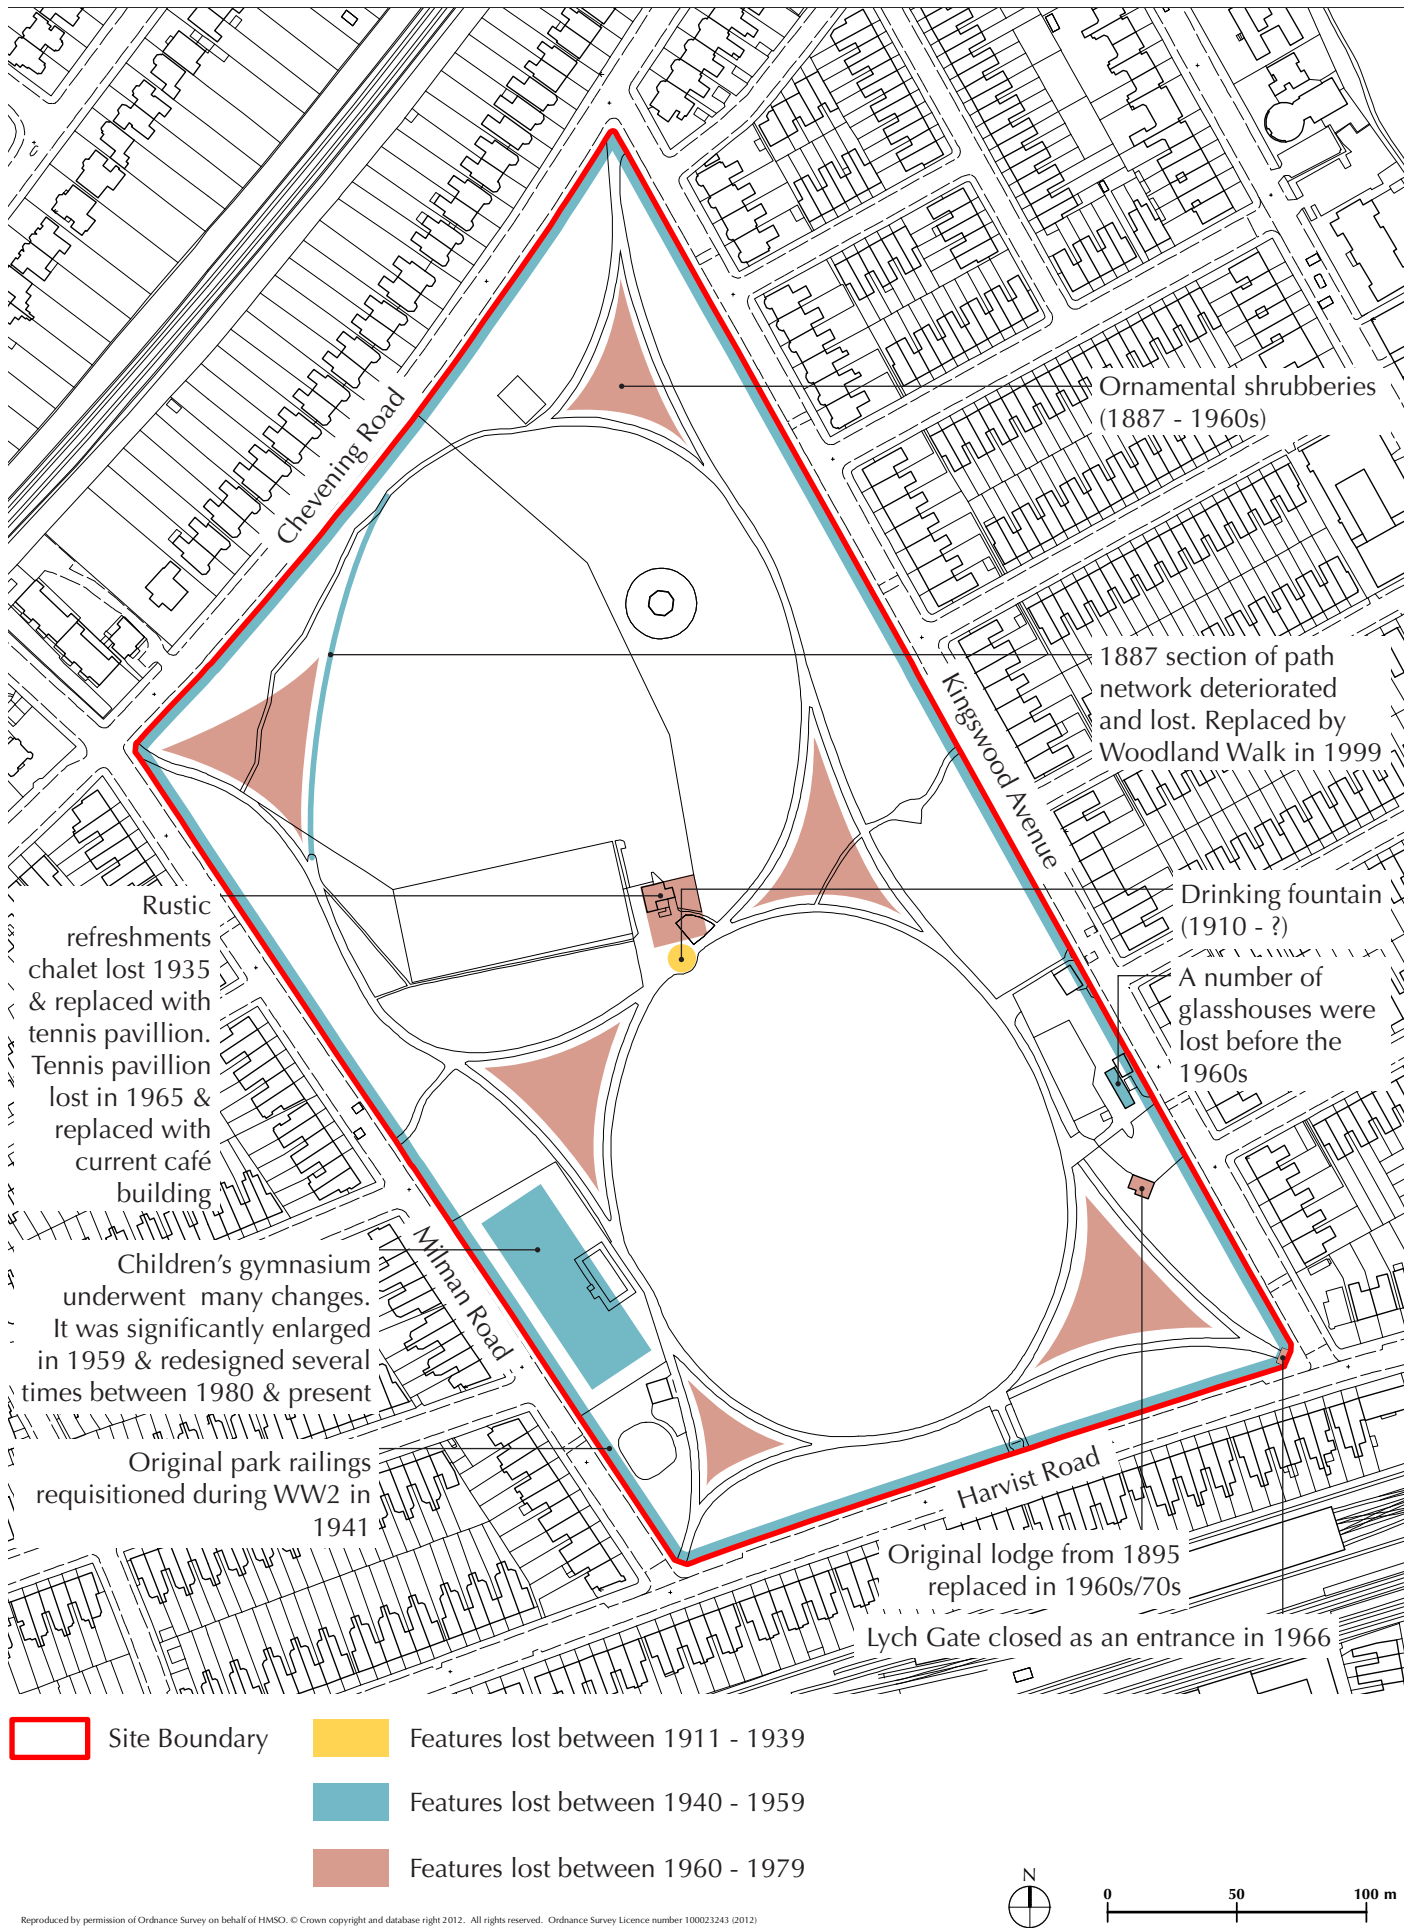 Chevening Road
Kingswood Avenue
Milman Road
Harvist Road
Ornamental shrubberies
(1887 - 1960s)
1887 section of path
network deteriorated
and lost. Replaced by
Woodland Walk in 1999
Drinking fountain
(1910 - ?)
A number of
glasshouses were
lost before the
1960s
Rustic
refreshments
chalet lost 1935
& replaced with
tennis pavillion.
Tennis pavillion
lost in 1965 &
replaced with
current café
building
Children's gymnasium
underwent many changes.
It was significantly enlarged
in 1959 & redesigned several
times between 1980 & present
Original park railings
requisitioned during WW2 in
1941
Original lodge from 1895
replaced in 1960s/70s
Lych Gate closed as an entrance in 1966
Site Boundary
Features lost between 1911 - 1939
Features lost between 1940 - 1959
Features lost between 1960 - 1979
N
0 50 100 m
Reproduced by permission of Ordnance Survey on behalf of HMSO. © Crown copyright and database right 2012. All rights reserved. Ordnance Survey Licence number 100023243 (2012)